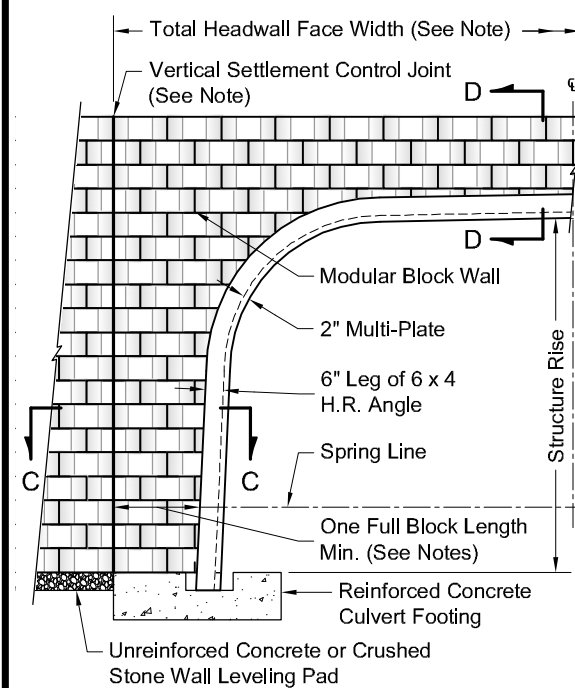 Total Headwall Face Width (See Note)
Vertical Settlement Control Joint
(See Note)
D
℄
D
Modular Block Wall
2" Multi-Plate
6" Leg of 6 x 4
H.R. Angle
Structure Rise
C
C
Spring Line
One Full Block Length
Min. (See Notes)
Reinforced Concrete
Culvert Footing
Unreinforced Concrete or Crushed
Stone Wall Leveling Pad